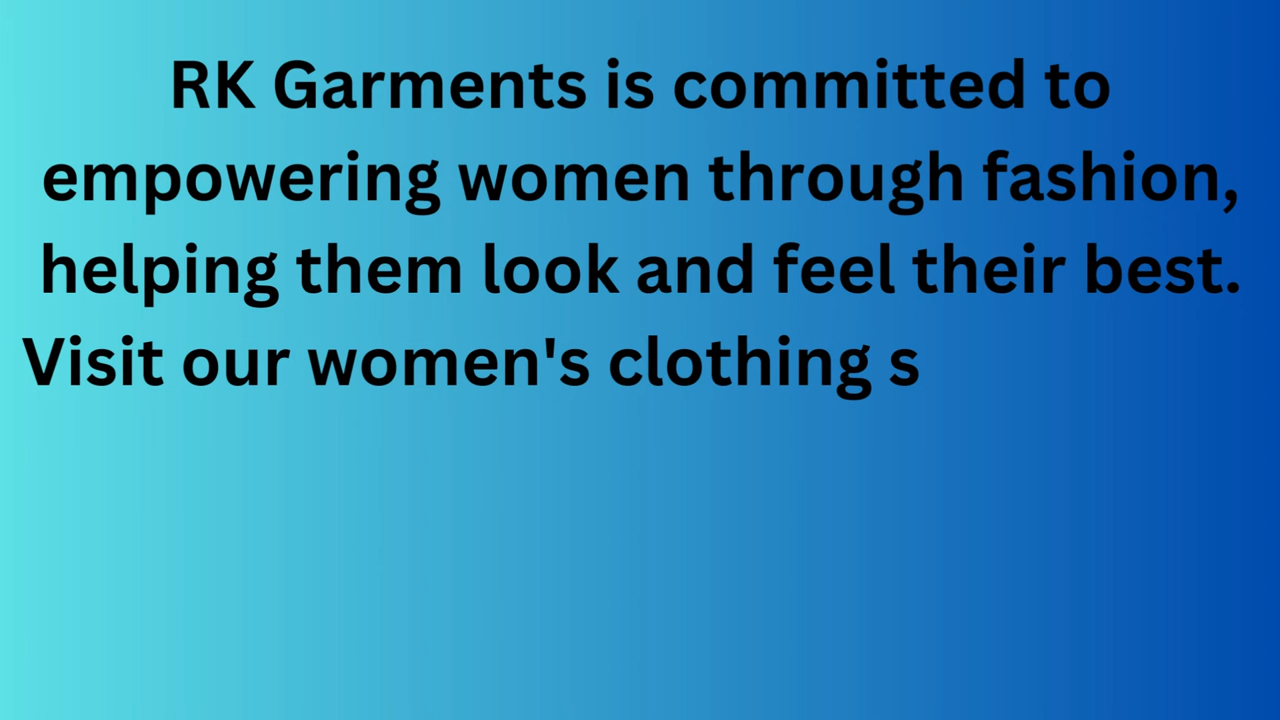 RK Garments is committed to
empowering women through fashion,
helping them look and feel their best.
Visit our women's clothing s